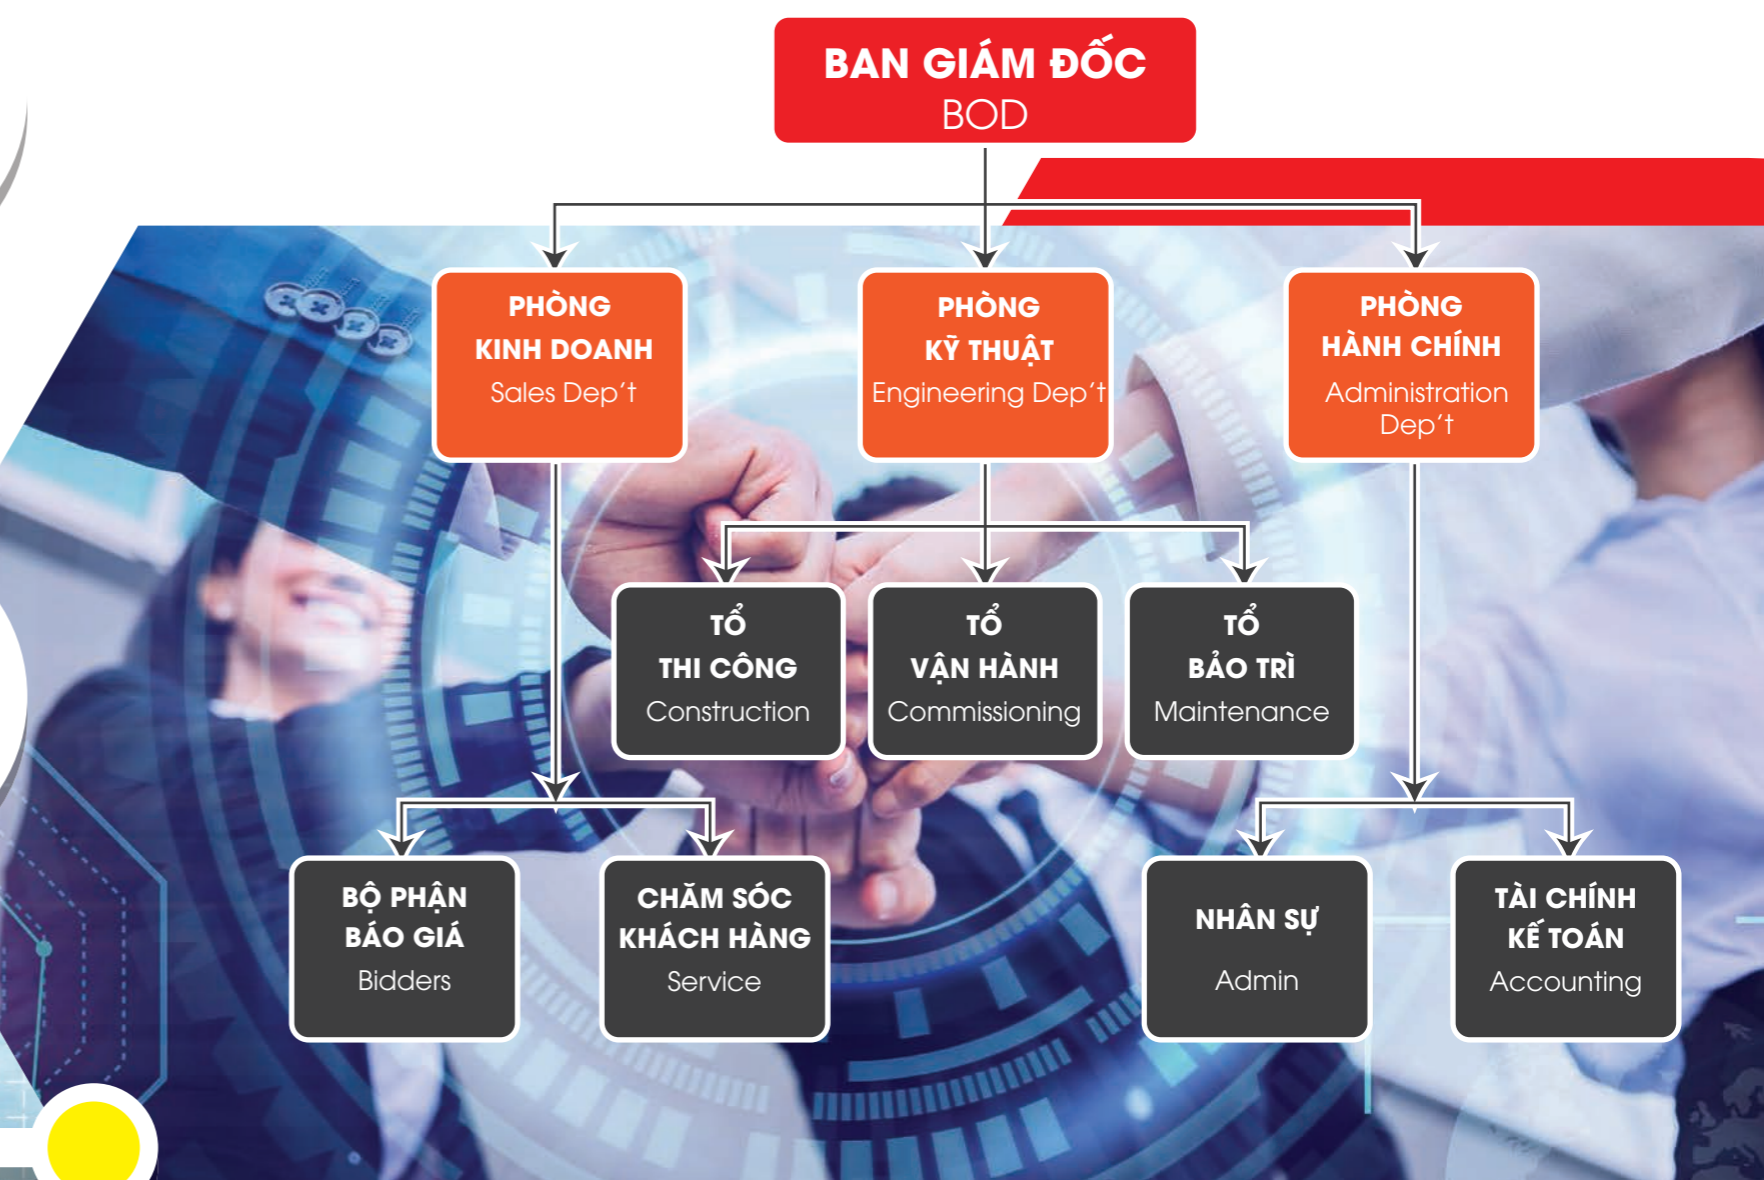 BAN GIÁM ĐỐC
BOD
PHÒNG
KINH DOANH
Sales Dep't
PHÒNG
KỸ THUẬT
Engineering Dep't
PHÒNG
HÀNH CHÍNH
Administration
Dep't
TỔ
THI CÔNG
Construction
TỔ
VẬN HÀNH
Commissioning
TỔ
BẢO TRÌ
Maintenance
BỘ PHẬN
BÁO GIÁ
Bidders
CHĂM SÓC
KHÁCH HÀNG
Service
NHÂN SỰ
Admin
TÀI CHÍNH
KẾ TOÁN
Accounting